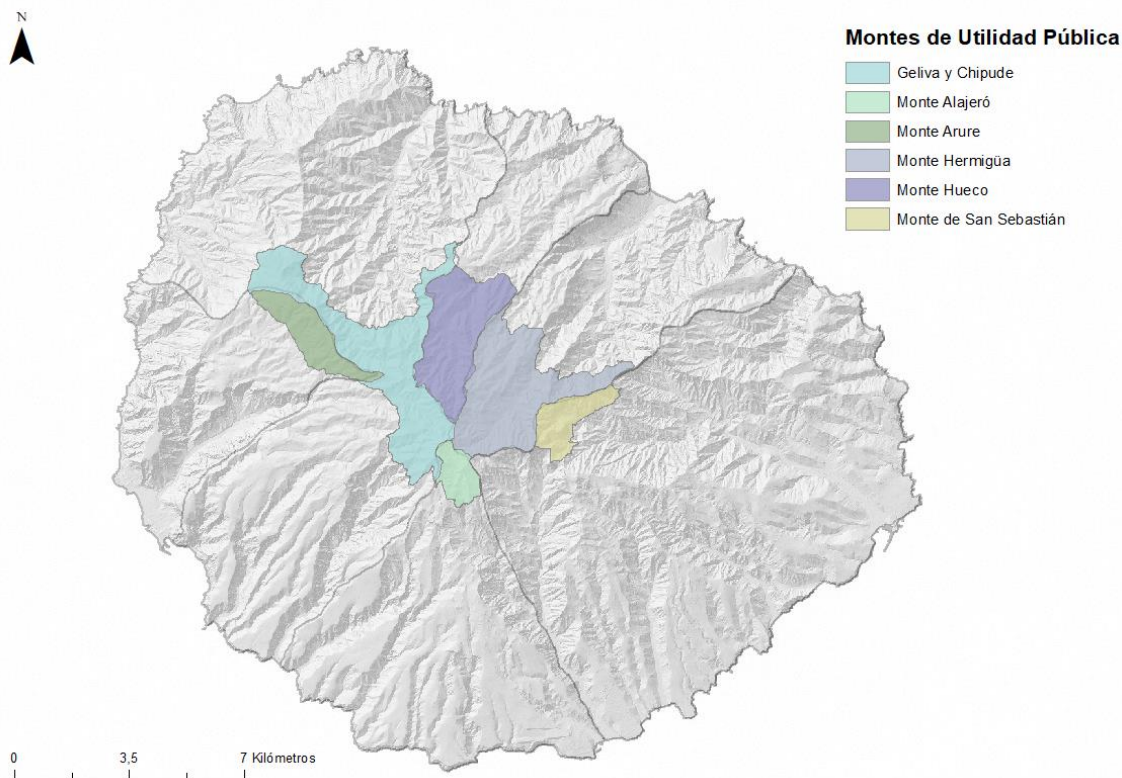 N
Montes de Utilidad Pública
Geliva y Chipude
Monte Alajeró
Monte Arure
Monte Hermigüa
Monte Hueco
Monte de San Sebastián
0 3,5 7 Kilómetros